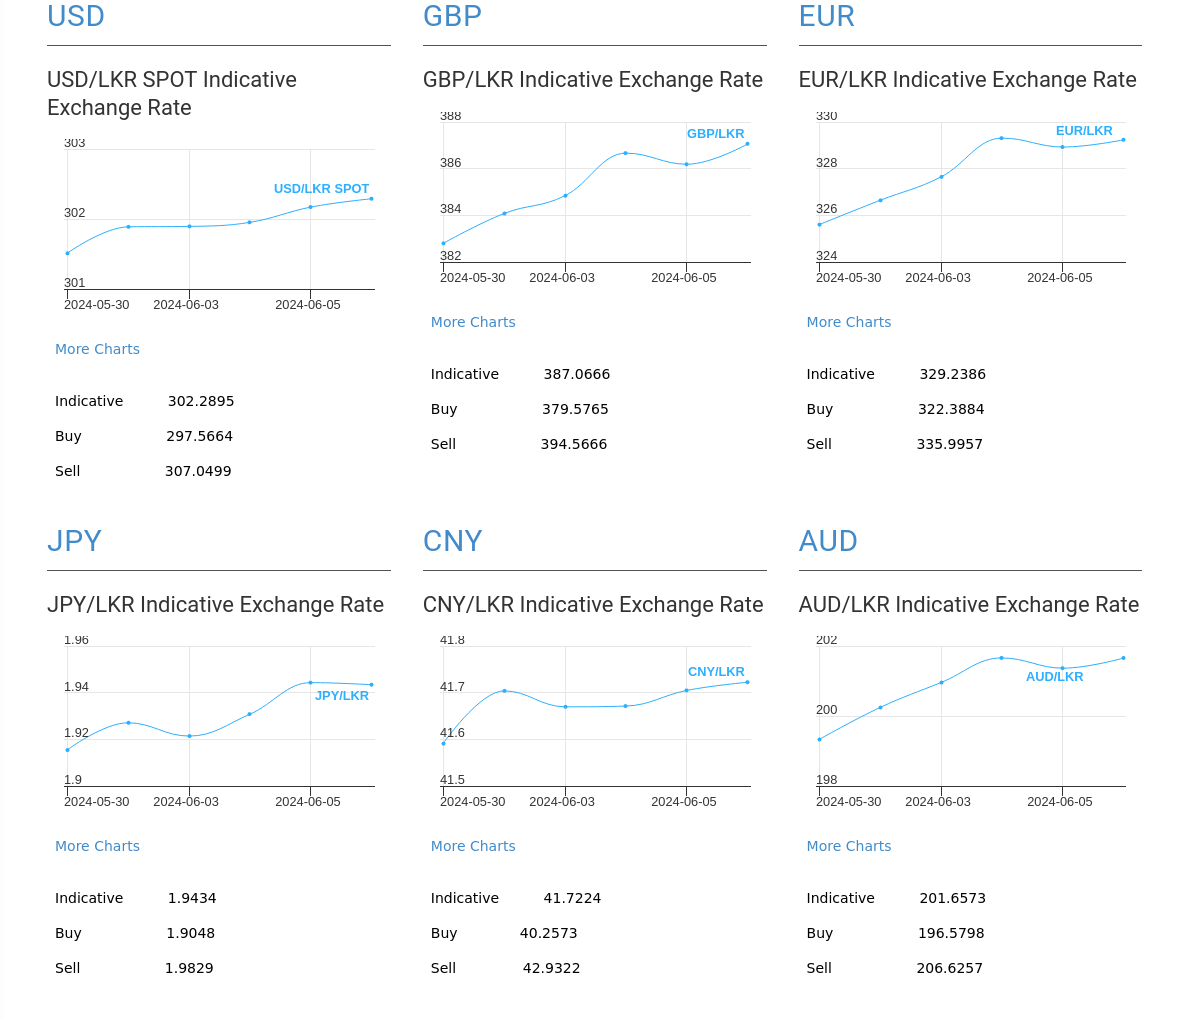 USD
USD/LKR SPOT Indicative
Exchange Rate
303
USD/LKR SPOT
302
301
2024-05-30 2024-06-03 2024-06-05
More Charts
Indicative 302.2895
Buy 297.5664
Sell 307.0499
GBP
GBP/LKR Indicative Exchange Rate
388
GBP/LKR
386
384
382
2024-05-30 2024-06-03 2024-06-05
More Charts
Indicative 387.0666
Buy 379.5765
Sell 394.5666
EUR
EUR/LKR Indicative Exchange Rate
330
EUR/LKR
328
326
324
2024-05-30 2024-06-03 2024-06-05
More Charts
Indicative 329.2386
Buy 322.3884
Sell 335.9957
JPY
JPY/LKR Indicative Exchange Rate
1.96
1.94
JPY/LKR
1.92
1.9
2024-05-30 2024-06-03 2024-06-05
More Charts
Indicative 1.9434
Buy 1.9048
Sell 1.9829
CNY
CNY/LKR Indicative Exchange Rate
41.8
CNY/LKR
41.7
41.6
41.5
2024-05-30 2024-06-03 2024-06-05
More Charts
Indicative 41.7224
Buy 40.2573
Sell 42.9322
AUD
AUD/LKR Indicative Exchange Rate
202
AUD/LKR
200
198
2024-05-30 2024-06-03 2024-06-05
More Charts
Indicative 201.6573
Buy 196.5798
Sell 206.6257